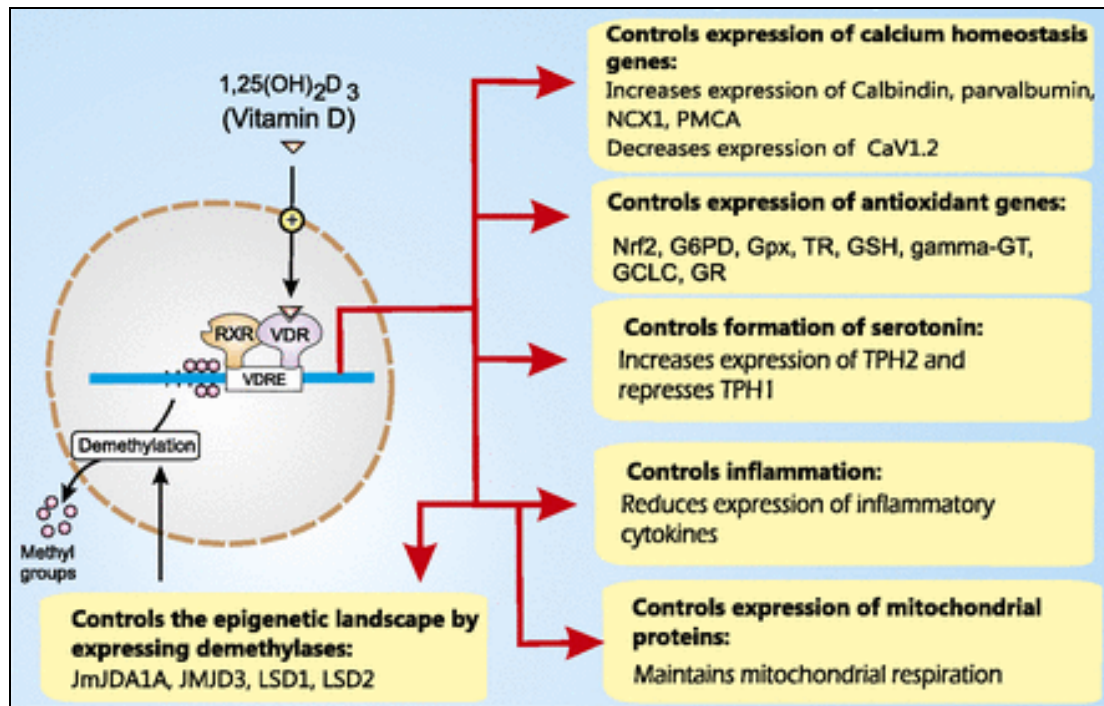 1,25(OH)₂D₃
(Vitamin D)
+
RXR
VDR
VDRE
Demethylation
Methyl
groups
Controls the epigenetic landscape by
expressing demethylases:
JmJDA1A, JMJD3, LSD1, LSD2
Controls expression of calcium homeostasis
genes:
Increases expression of Calbindin, parvalbumin,
NCX1, PMCA
Decreases expression of CaV1.2
Controls expression of antioxidant genes:
Nrf2, G6PD, Gpx, TR, GSH, gamma-GT,
GCLC, GR
Controls formation of serotonin:
Increases expression of TPH2 and
represses TPH1
Controls inflammation:
Reduces expression of inflammatory
cytokines
Controls expression of mitochondrial
proteins:
Maintains mitochondrial respiration